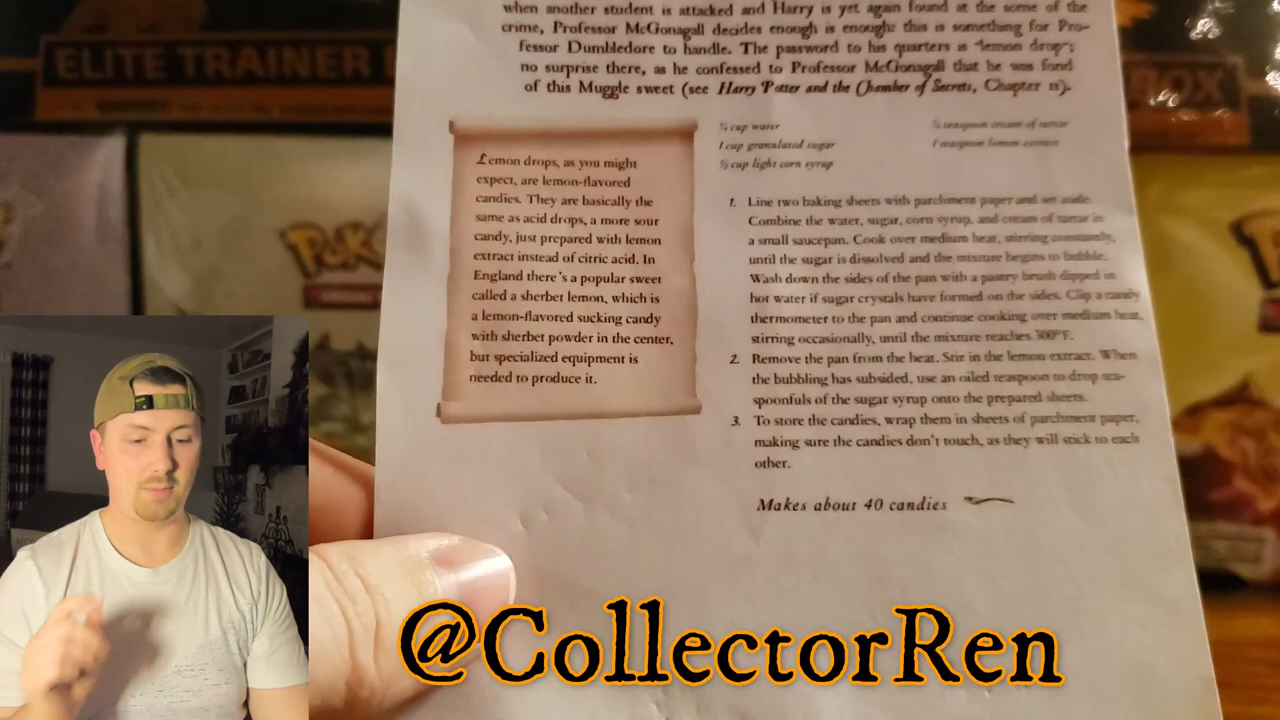 when another student is attacked and Harry is yet again found at the scene of the
crime, Professor McGonagall decides enough is enough: this is something for Pro-
fessor Dumbledore to handle. The password to his quarters is "lemon drop";
no surprise there, as he confessed to Professor McGonagall that he was fond
of this Muggle sweet (see Harry Potter and the Chamber of Secrets, Chapter 11).
ELITE TRAINER
BOX
Lemon drops, as you might
expect, are lemon-flavored
candies. They are basically the
same as acid drops, a more sour
candy, just prepared with lemon
extract instead of citric acid. In
England there's a popular sweet
called a sherbet lemon, which is
a lemon-flavored sucking candy
with sherbet powder in the center,
but specialized equipment is
needed to produce it.
cup water
1 cup granulated sugar
cup light corn syrup
teaspoon cream of tartar
1 teaspoon lemon extract
1. Line two baking sheets with parchment paper and set aside.
Combine the water, sugar, corn syrup, and cream of tartar in
a small saucepan. Cook over medium heat, stirring constantly,
until the sugar is dissolved and the mixture begins to bubble.
Wash down the sides of the pan with a pastry brush dipped in
hot water if sugar crystals have formed on the sides. Clip a candy
thermometer to the pan and continue cooking over medium heat,
stirring occasionally, until the mixture reaches 300°F.
2. Remove the pan from the heat. Stir in the lemon extract. When
the bubbling has subsided, use an oiled teaspoon to drop tea-
spoonfuls of the sugar syrup onto the prepared sheets.
3. To store the candies, wrap them in sheets of parchment paper,
making sure the candies don't touch, as they will stick to each
other.
Makes about 40 candies
@CollectorRen